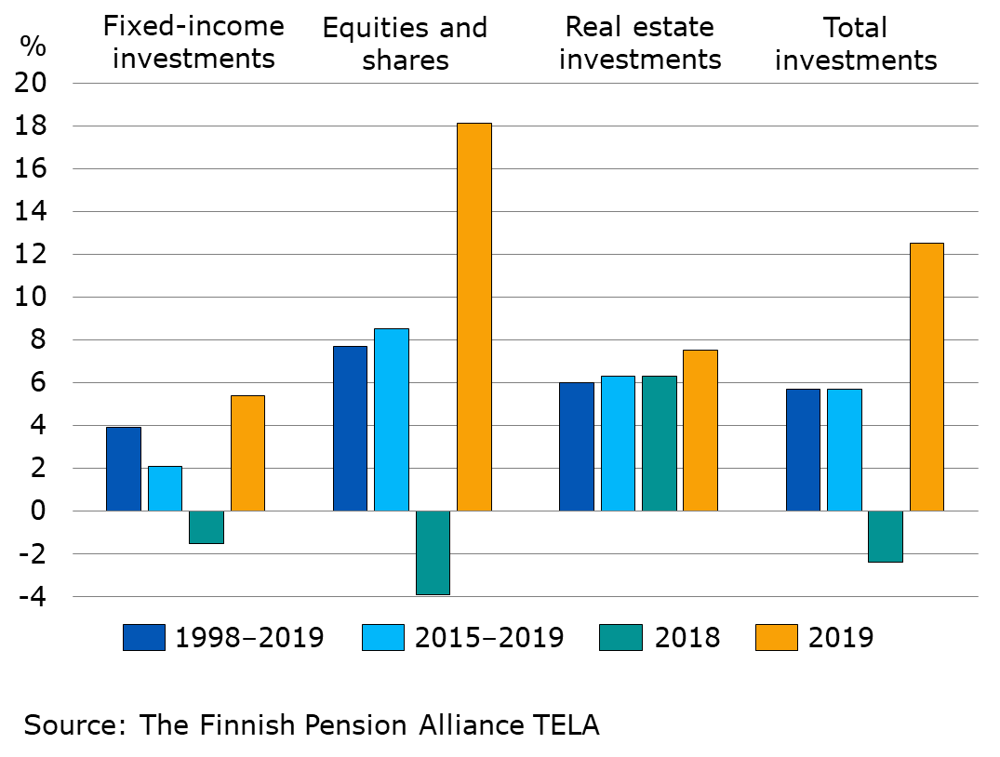 %
Fixed-income
investments
Equities and
shares
Real estate
investments
Total
investments
20
18
16
14
12
10
8
6
4
2
0
-2
-4
1998–2019
2015–2019
2018
2019
Source: The Finnish Pension Alliance TELA